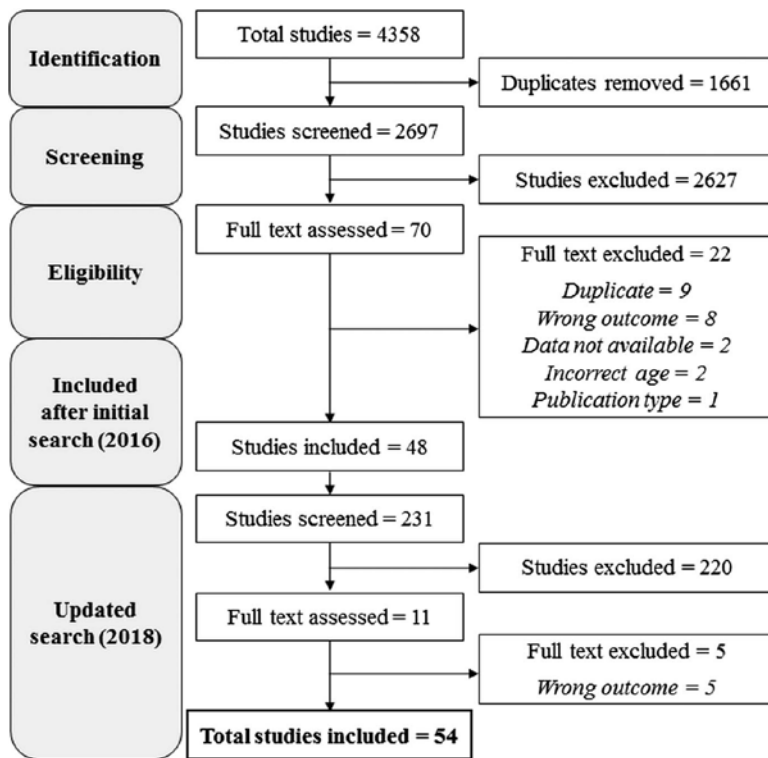 Identification
Total studies = 4358
Duplicates removed = 1661
Screening
Studies screened = 2697
Studies excluded = 2627
Eligibility
Full text assessed = 70
Full text excluded = 22
Duplicate = 9
Wrong outcome = 8
Data not available = 2
Incorrect age = 2
Publication type = 1
Included
after initial
search (2016)
Studies included = 48
Updated
search (2018)
Studies screened = 231
Studies excluded = 220
Full text assessed = 11
Full text excluded = 5
Wrong outcome = 5
Total studies included = 54